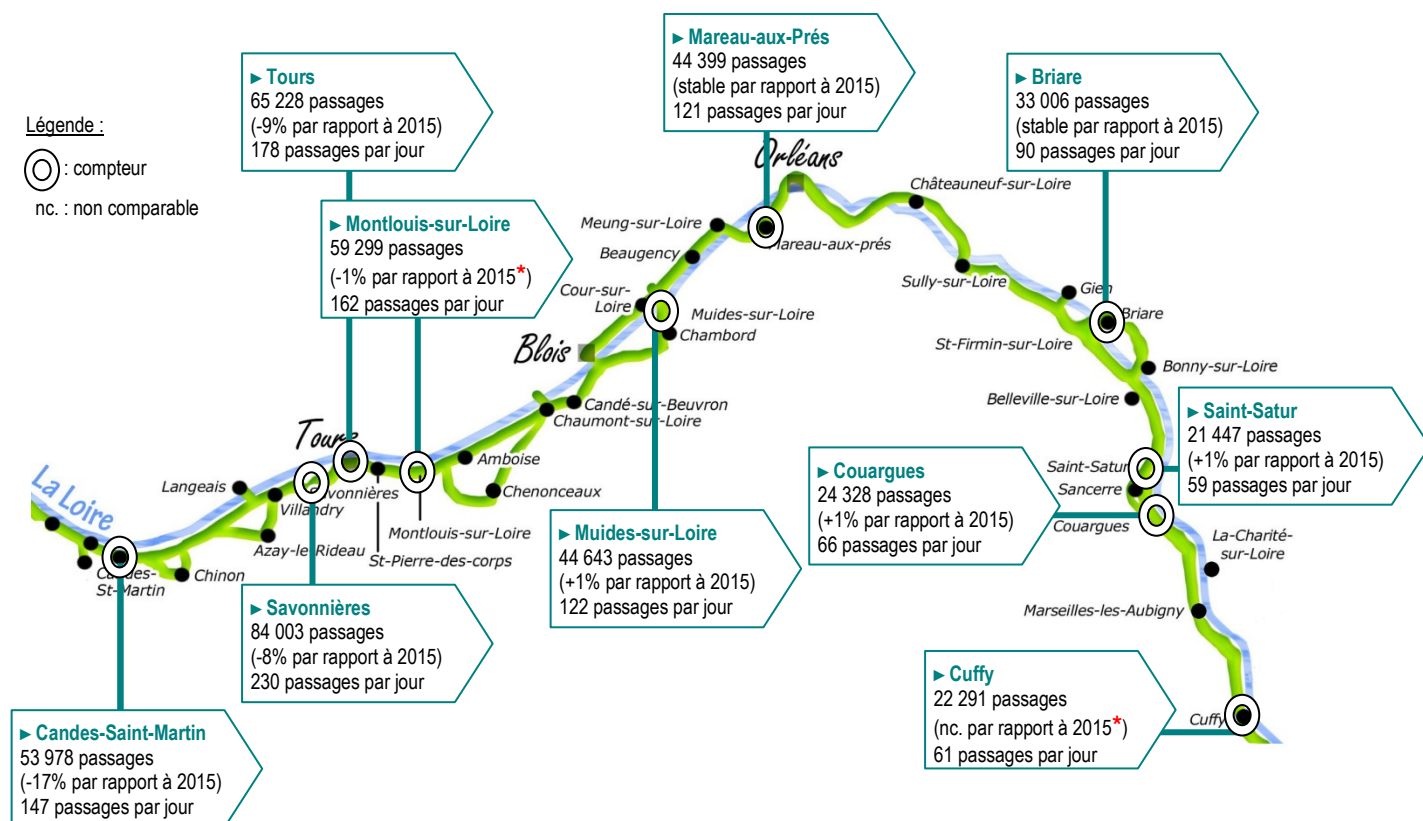 ► Mareau-aux-Prés
44 399 passages
(stable par rapport à 2015)
121 passages par jour
► Tours
65 228 passages
(-9% par rapport à 2015)
178 passages par jour
► Briare
33 006 passages
(stable par rapport à 2015)
90 passages par jour
Légende :
: compteur
nc. : non comparable
► Montlouis-sur-Loire
59 299 passages
(-1% par rapport à 2015*)
162 passages par jour
Orléans
Châteauneuf-sur-Loire
Meung-sur-Loire
Mareau-aux-prés
Beaugency
Sully-sur-Loire
Cour-sur-
Loire
Gien
Muides-sur-Loire
Briare
Chambord
St-Firmin-sur-Loire
Blois
Bonny-sur-Loire
Belleville-sur-Loire
Candé-sur-Beuvron
Chaumont-sur-Loire
► Saint-Satur
21 447 passages
(+1% par rapport à 2015)
59 passages par jour
Tours
Amboise
Saint-Satur
Sancerre
Couargues
► Couargues
24 328 passages
(+1% par rapport à 2015)
66 passages par jour
La Loire
Langeais
Savonnières
Villandry
Chenonceaux
Montlouis-sur-Loire
Azay-le-Rideau
St-Pierre-des-corps
La-Charité-
sur-Loire
Candes-
St-Martin
Chinon
► Muides-sur-Loire
44 643 passages
(+1% par rapport à 2015)
122 passages par jour
Marseilles-les-Aubigny
► Savonnières
84 003 passages
(-8% par rapport à 2015)
230 passages par jour
► Cuffy
22 291 passages
(nc. par rapport à 2015*)
61 passages par jour
Cuffy
► Candes-Saint-Martin
53 978 passages
(-17% par rapport à 2015)
147 passages par jour